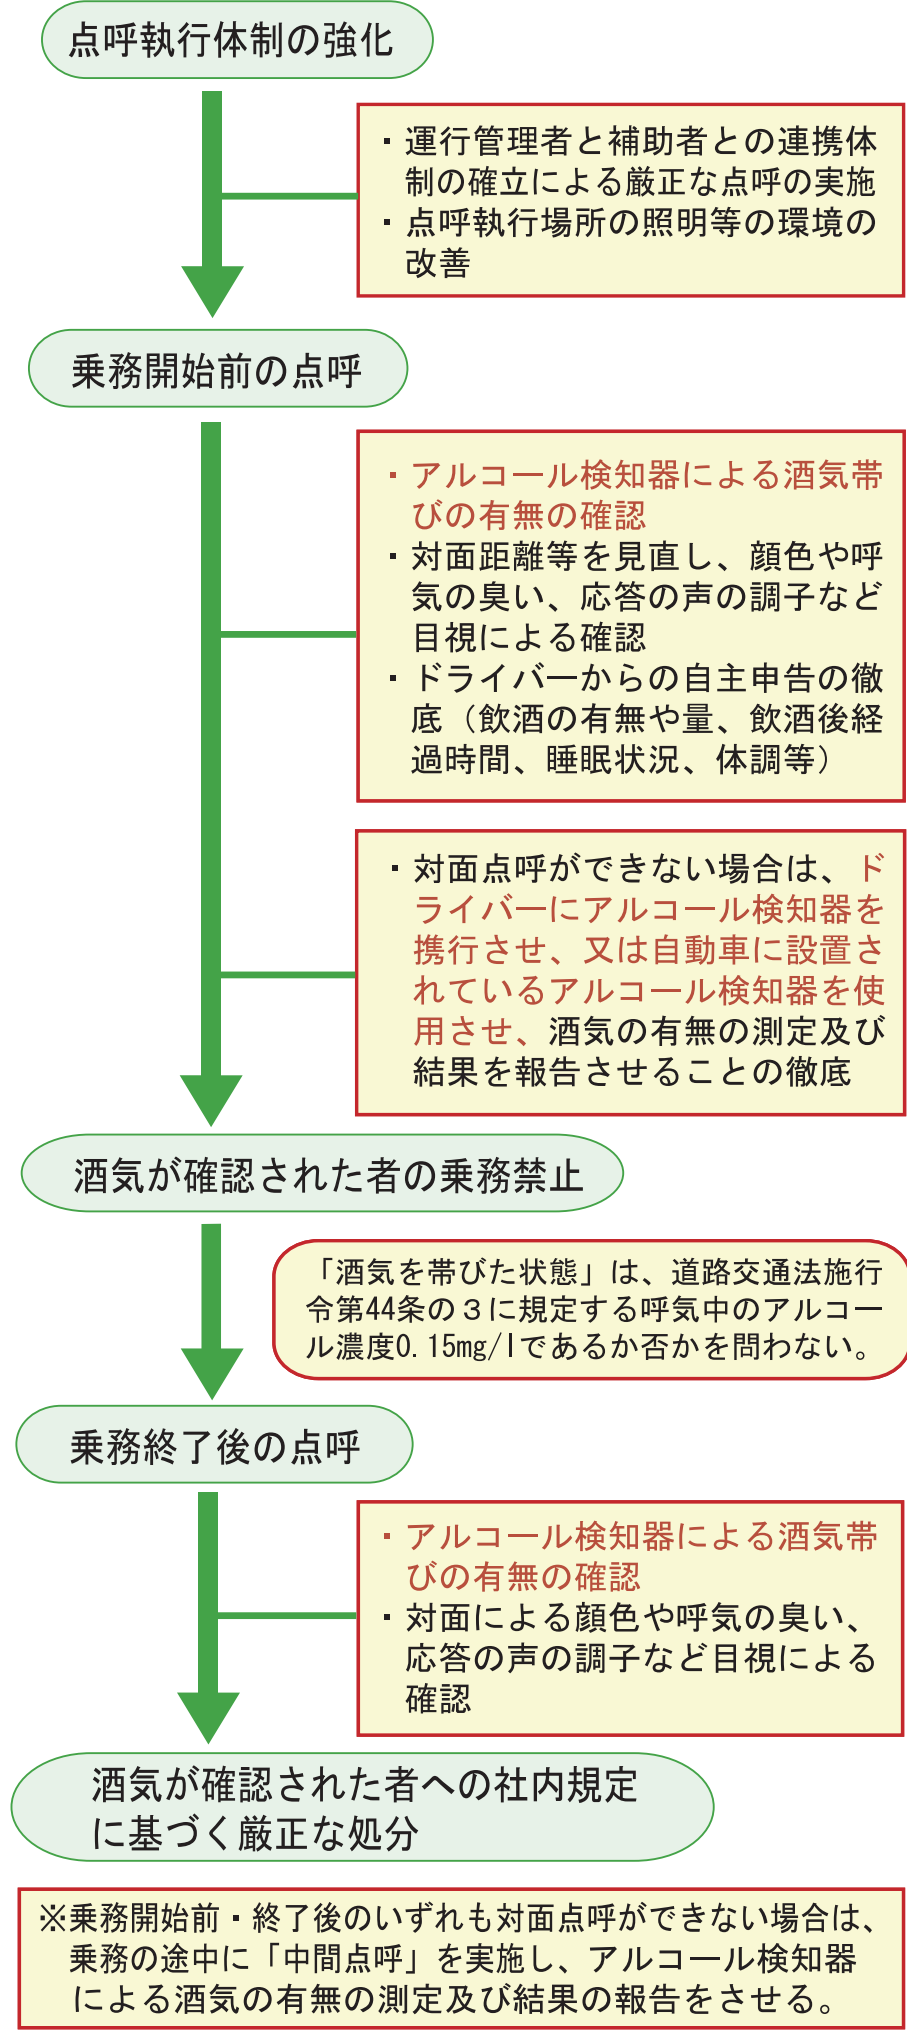 点呼執行体制の強化
・運行管理者と補助者との連携体
制の確立による厳正な点呼の実施
・点呼執行場所の照明等の環境の
改善
乗務開始前の点呼
・アルコール検知器による酒気帯
びの有無の確認
・対面距離等を見直し、顔色や呼
気の臭い、応答の声の調子など
目視による確認
・ドライバーからの自主申告の徹
底（飲酒の有無や量、飲酒後経
過時間、睡眠状況、体調等）
・対面点呼ができない場合は、ド
ライバーにアルコール検知器を
携行させ、又は自動車に設置さ
れているアルコール検知器を使
用させ、酒気の有無の測定及び
結果を報告させることの徹底
酒気が確認された者の乗務禁止
「酒気を帯びた状態」は、道路交通法施行
令第44条の３に規定する呼気中のアルコー
ル濃度0.15mg/lであるか否かを問わない。
乗務終了後の点呼
・アルコール検知器による酒気帯
びの有無の確認
・対面による顔色や呼気の臭い、
応答の声の調子など目視による
確認
酒気が確認された者への社内規定
に基づく厳正な処分
※乗務開始前・終了後のいずれも対面点呼ができない場合は、
乗務の途中に「中間点呼」を実施し、アルコール検知器
による酒気の有無の測定及び結果の報告をさせる。